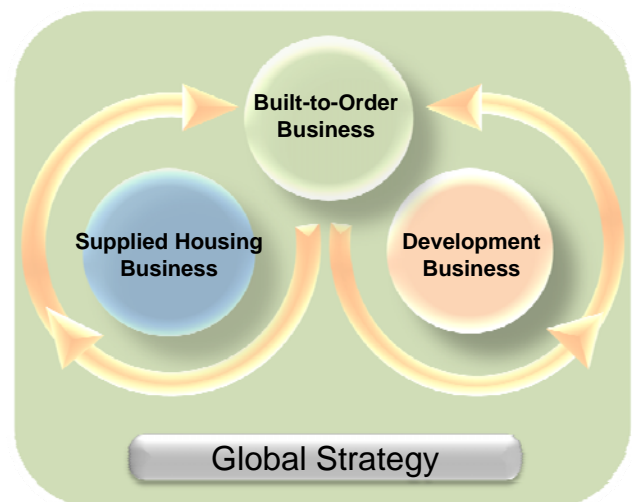 Built-to-Order
Business
Supplied Housing
Business
Development
Business
Global Strategy